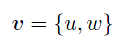 𝒗 = {u, w}